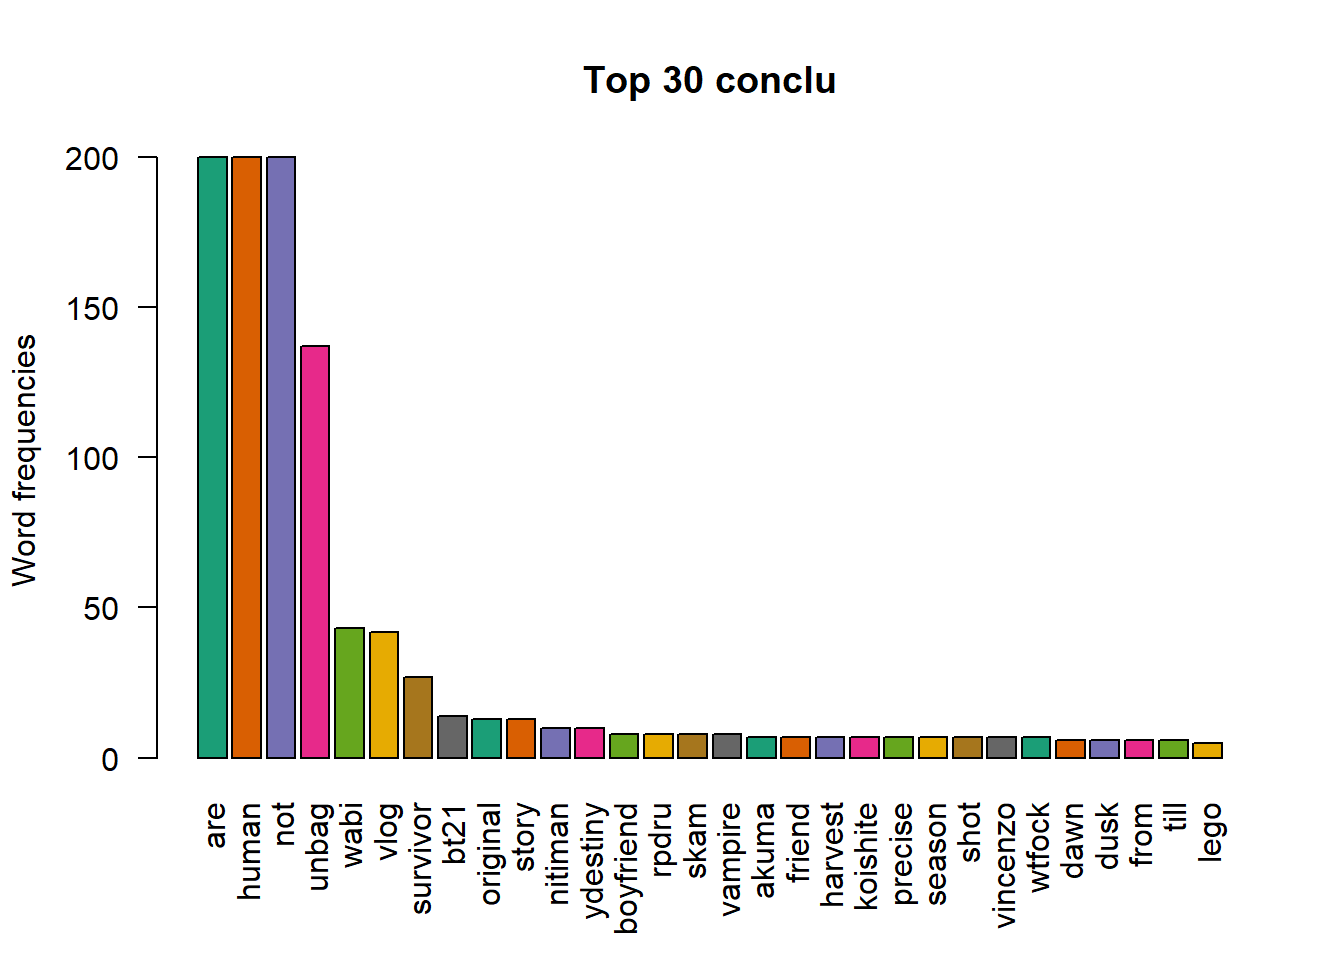 Top 30 conclu
Word frequencies
200
150
100
50
0
are
human
not
unbag
wabi
vlog
survivor
bt21
original
story
nitiman
ydestiny
boyfriend
rpdru
skam
vampire
akuma
friend
harvest
koishite
precise
season
shot
vincenzo
wtfock
dawn
dusk
from
till
lego